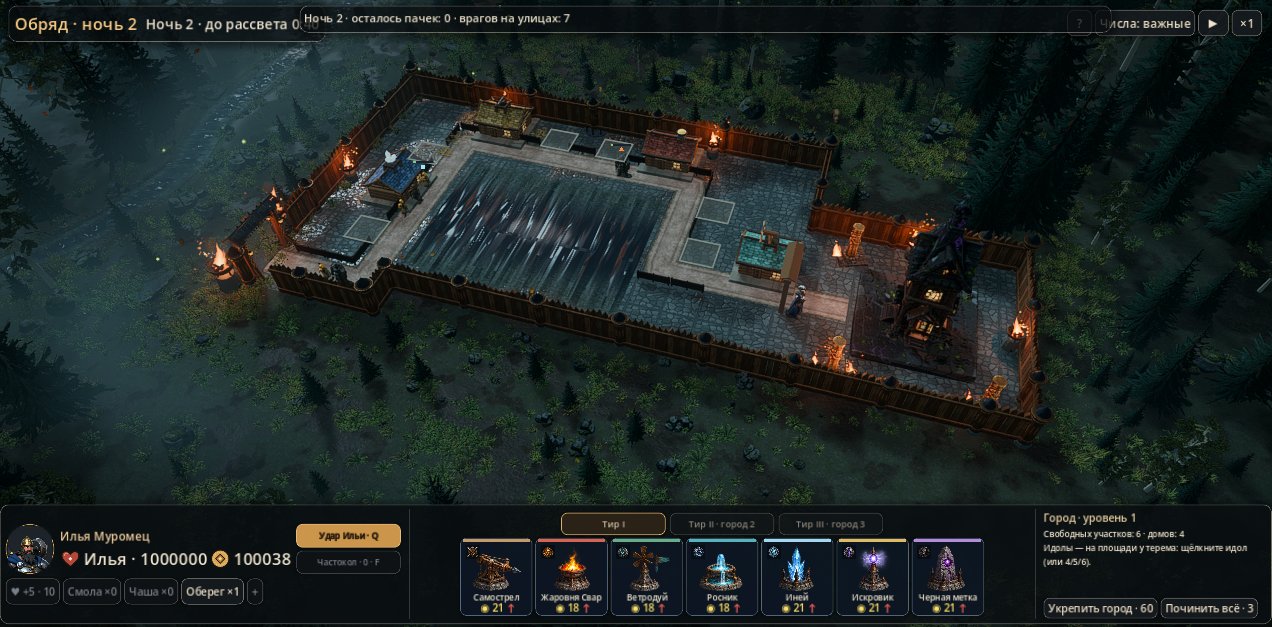 Обряд · ночь 2 Ночь 2 · до рассвета
Ночь 2 · осталось пачек: 0 · врагов на улицах: 7
? Числа: важные ▶ ×1
Илья Муромец
Илья · 1000000 100038
♥ +5 · 10 Смола ×0 Чаша ×0 Оберег ×1 +
Удар Ильи · Q
Частокол · 0 · F
Тир I Тир II · город 2 Тир III · город 3
Самострел Жаровня Свар Ветродуй Росник Иней Искровик Черная метка
21 ↑ 18 ↑ 18 ↑ 18 ↑ 21 ↑ 21 ↑ 21 ↑
Город · уровень 1
Свободных участков: 6 · домов: 4
Идолы — на площади у терема: щёлкните идол
(или 4/5/6).
Укрепить город · 60 Починить всё · 3